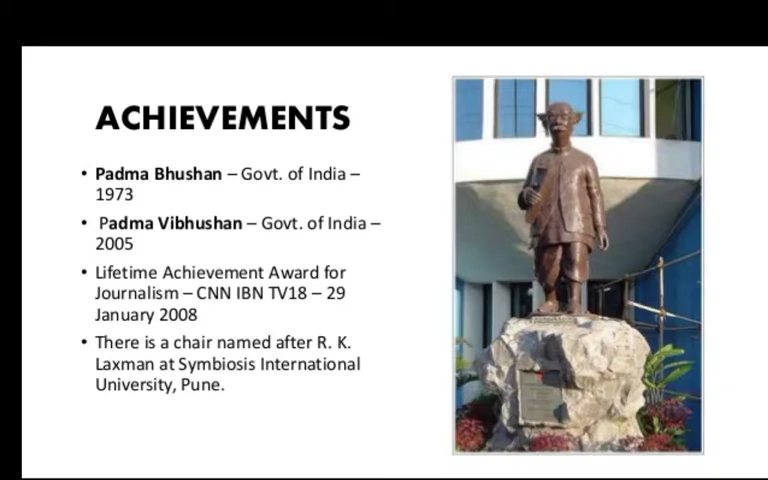 ACHIEVEMENTS
• Padma Bhushan – Govt. of India –
1973
• Padma Vibhushan – Govt. of India –
2005
• Lifetime Achievement Award for
Journalism – CNN IBN TV18 – 29
January 2008
• There is a chair named after R. K.
Laxman at Symbiosis International
University, Pune.